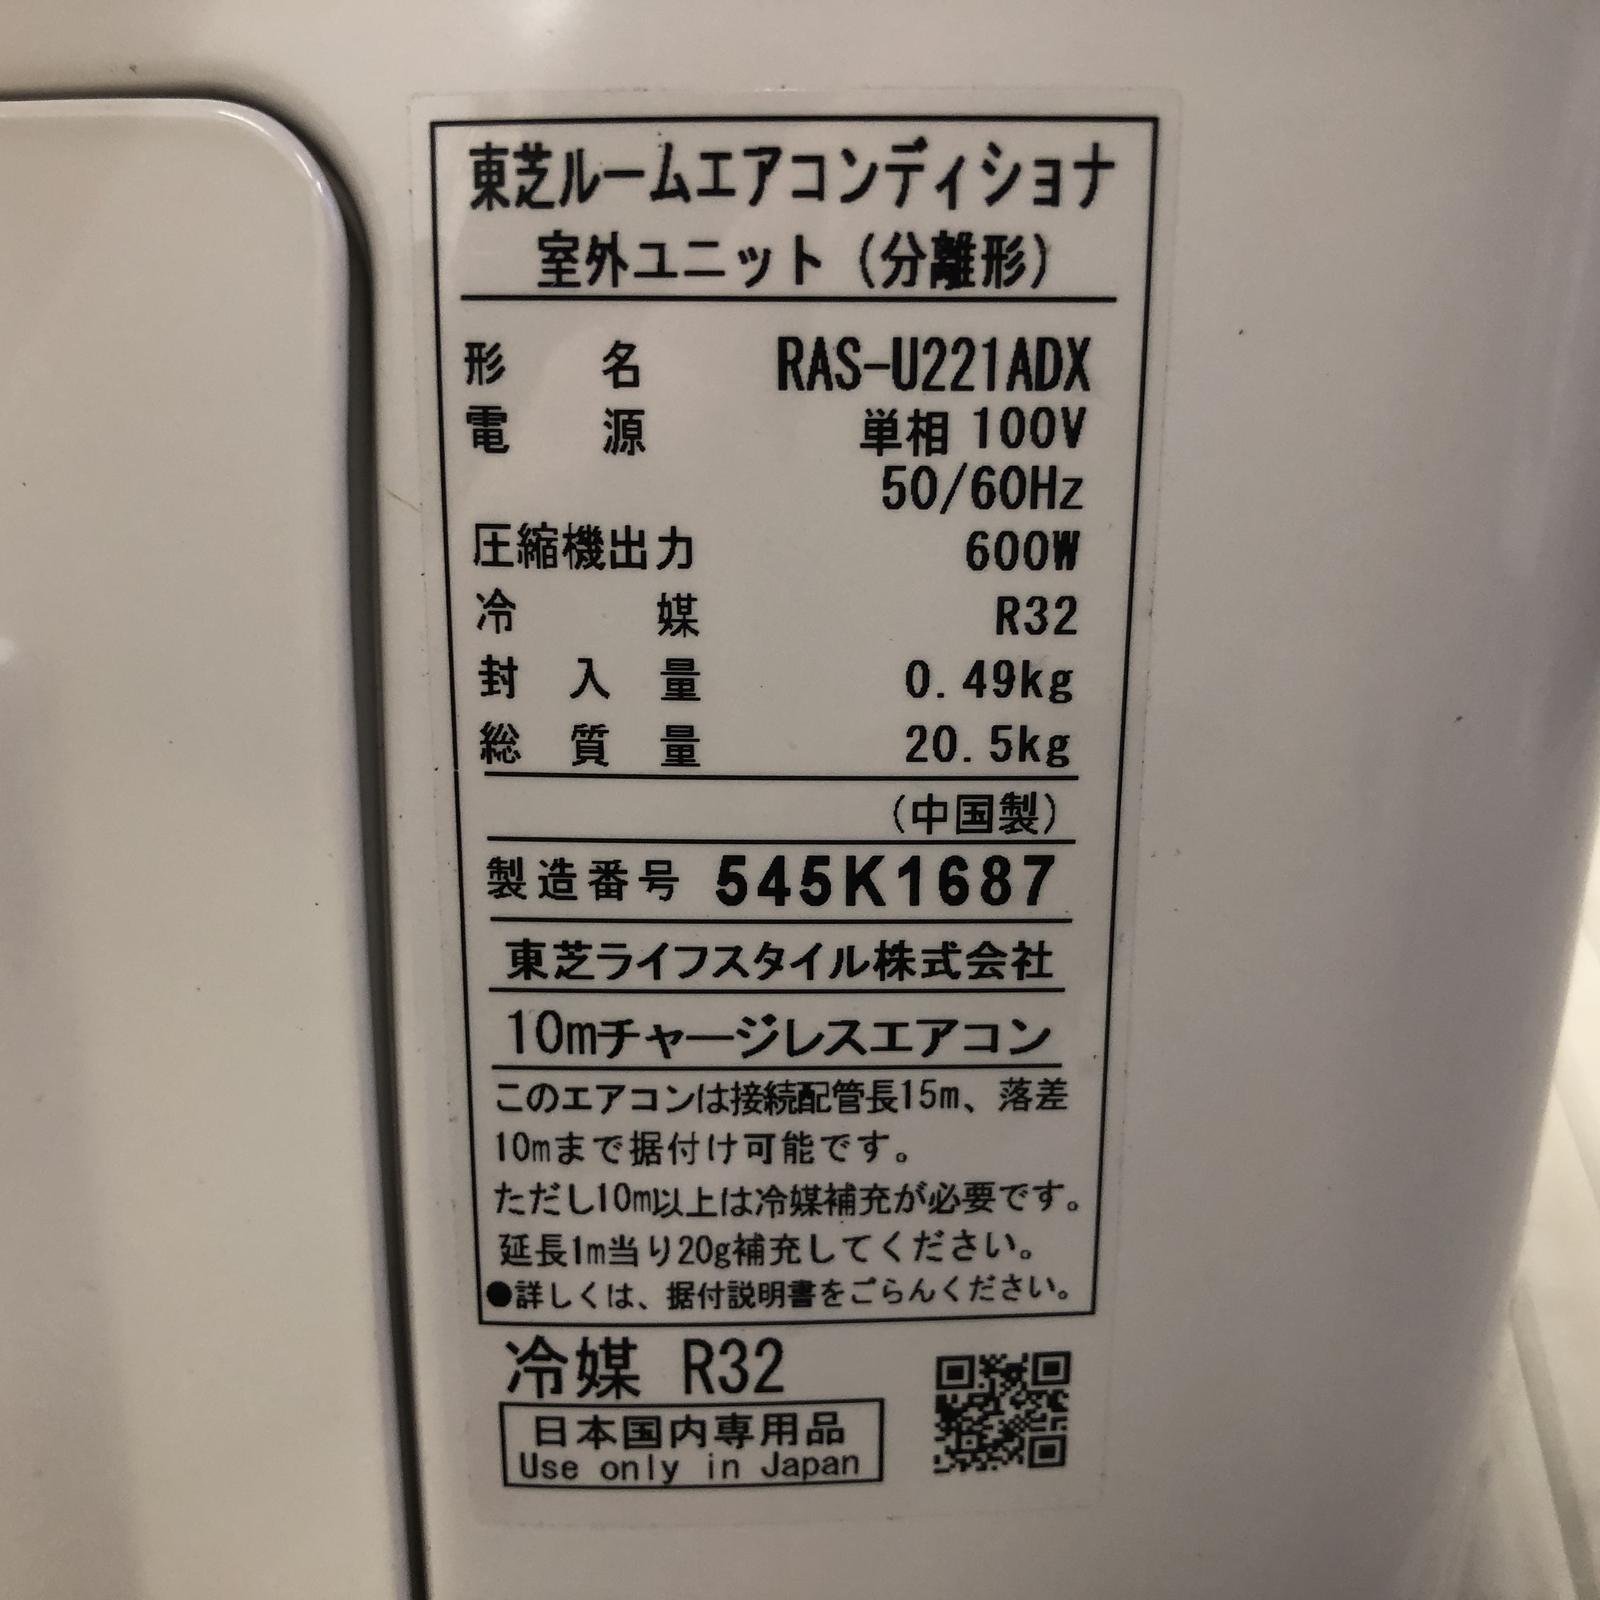 東芝ルームエアコンディショナ
室外ユニット（分離形）
形名 RAS-U221ADX
電源 単相 100V
50/60Hz
圧縮機出力 600W
冷媒 R32
封入量 0.49kg
総質量 20.5kg
（中国製）
製造番号 545K1687
東芝ライフスタイル株式会社
10mチャージレスエアコン
このエアコンは接続配管長15m、落差
10mまで据付け可能です。
ただし10m以上は冷媒補充が必要です。
延長1m当り20g補充してください。
●詳しくは、据付説明書をごらんください。
冷媒 R32
日本国内専用品
Use only in Japan